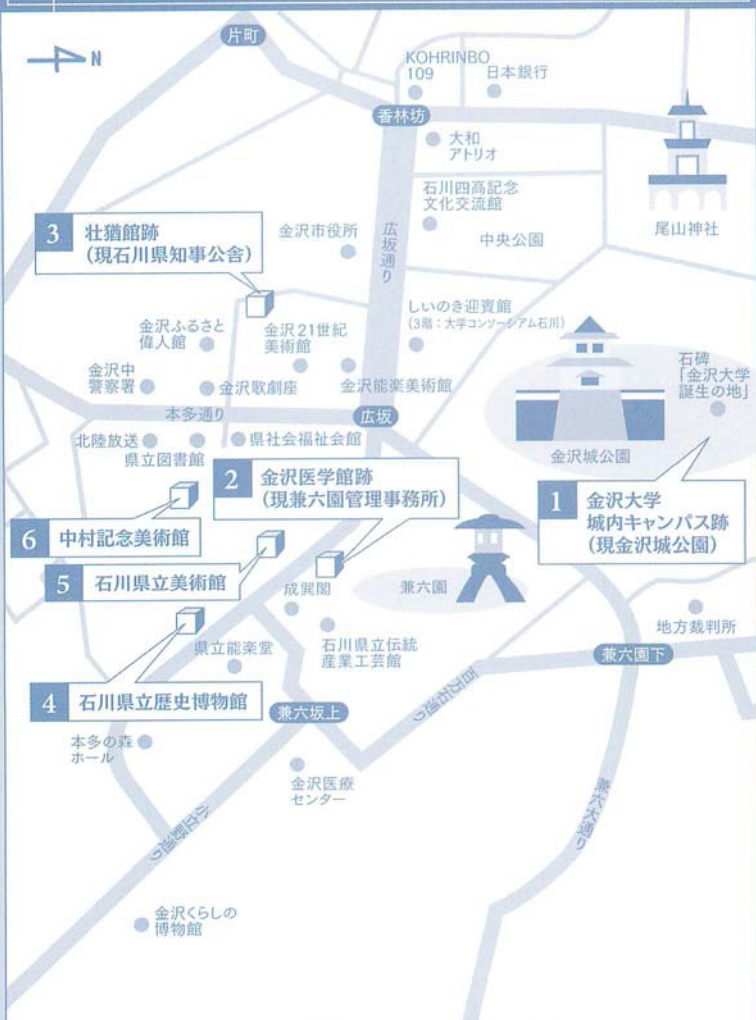 片町
N
KOHRINBO
109
日本銀行
香林坊
大和
アトリオ
石川四高記念
文化交流館
尾山神社
3 壮猶館跡
(現石川県知事公舎)
金沢市役所
広坂通り
中央公園
しいのき迎賓館
(3階:大学コンソーシアム石川)
金沢ふるさと
偉人館
金沢21世紀
美術館
石碑
「金沢大学
誕生の地」
金沢中
警察署
金沢歌劇座
金沢能楽美術館
本多通り
広坂
北陸放送
県社会福祉会館
県立図書館
金沢城公園
2 金沢医学館跡
(現兼六園管理事務所)
1 金沢大学
城内キャンパス跡
(現金沢城公園)
6 中村記念美術館
5 石川県立美術館
成巽閣
兼六園
石川県立伝統
産業工芸館
地方裁判所
県立能楽堂
兼六園下
4 石川県立歴史博物館
兼六坂上
百万石通り
本多の森
ホール
金沢医療
センター
兼六大通り
小立野通り
金沢くらしの
博物館